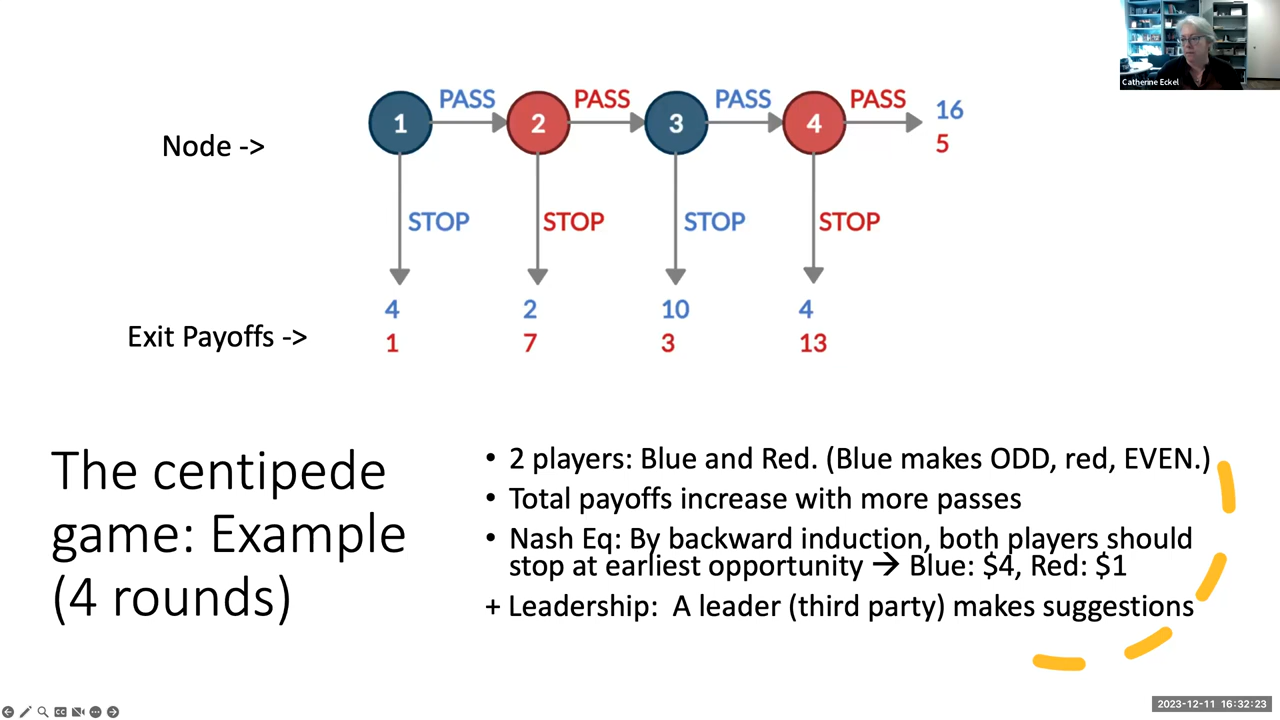 Catherine Eckel
PASS PASS PASS PASS
1 2 3 4
16
5
Node ->
STOP STOP STOP STOP
4 2 10 4
Exit Payoffs ->
1 7 3 13
The centipede
game: Example
(4 rounds)
• 2 players: Blue and Red. (Blue makes ODD, red, EVEN.)
• Total payoffs increase with more passes
• Nash Eq: By backward induction, both players should
stop at earliest opportunity → Blue: $4, Red: $1
+ Leadership: A leader (third party) makes suggestions
2023-12-11 16:32:23